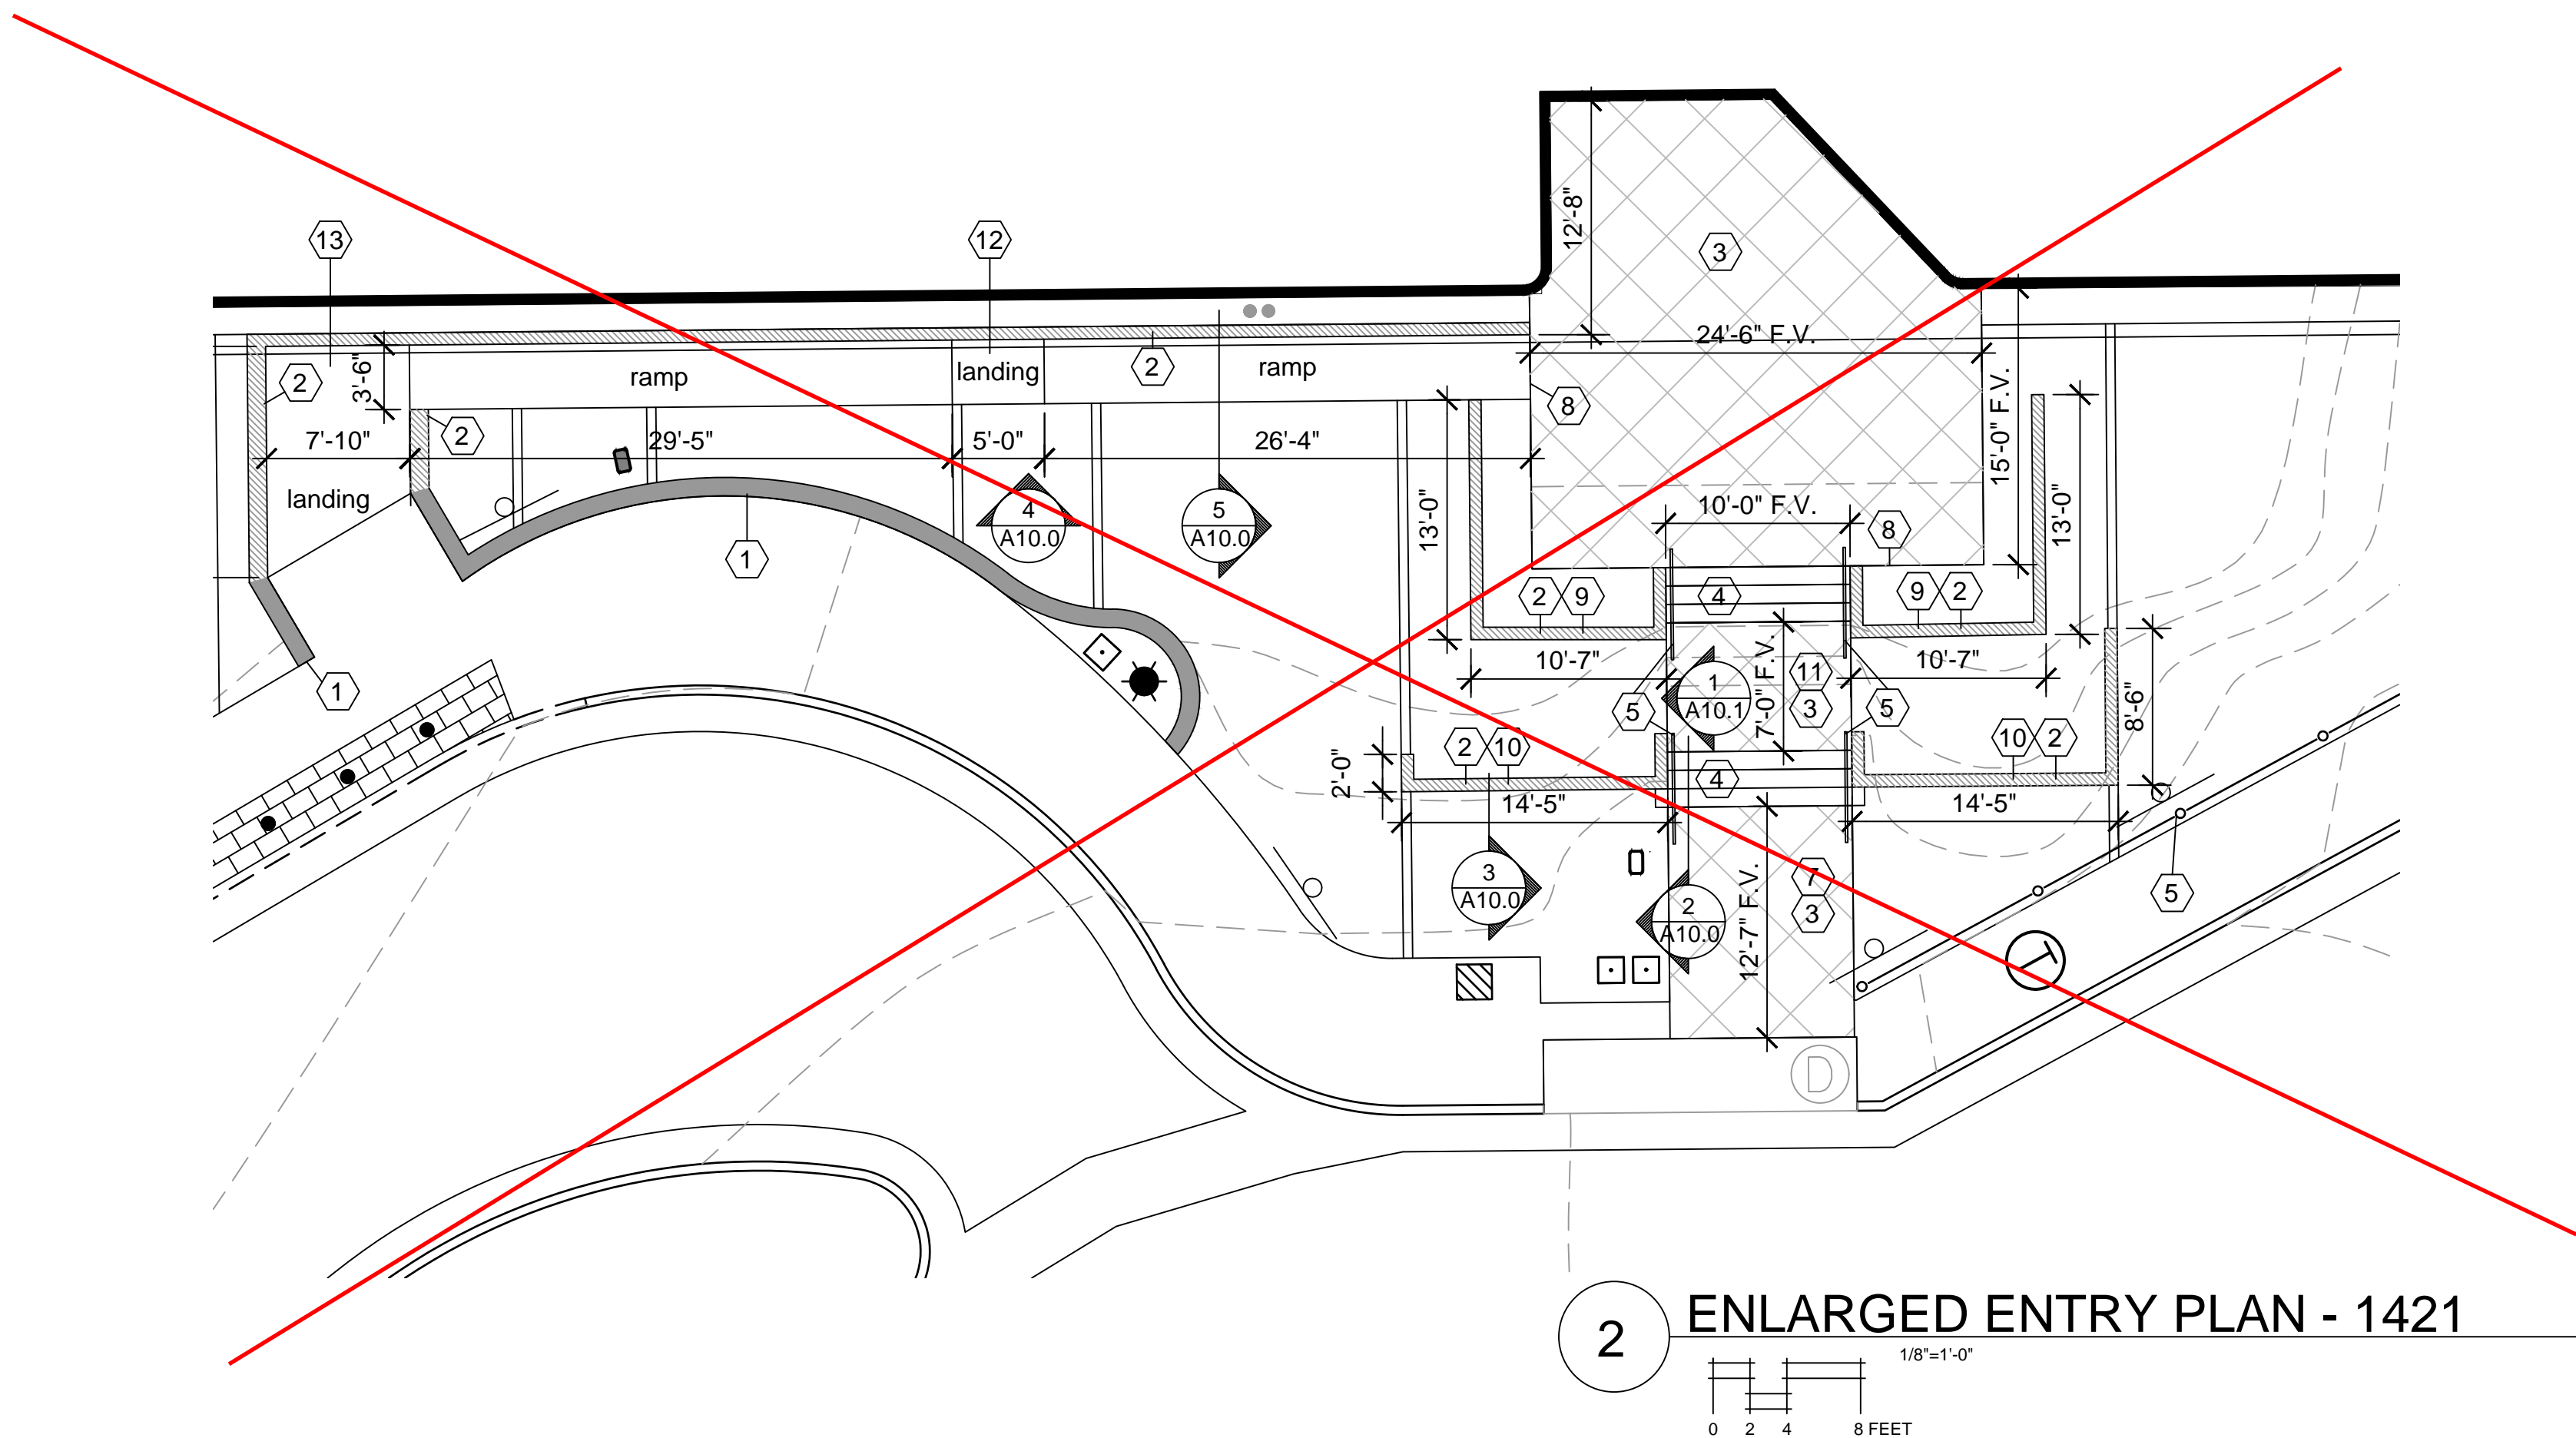 13
12
3
12'-8"
24'-6" F.V.
2
3'-6"
ramp
landing
2
ramp
8
15'-0" F.V.
7'-10"
2
29'-5"
5'-0"
26'-4"
landing
13'-0"
10'-0" F.V.
8
13'-0"
1
4
A10.0
5
A10.0
2
9
4
9
2
10'-7"
10'-7"
1
1
A10.1
7'-0" F.V.
11
3
5
5
8'-6"
2
10
10
2
2'-0"
4
14'-5"
14'-5"
3
A10.0
2
A10.0
12'-7" F.V.
7
3
5
T
D
2
ENLARGED ENTRY PLAN - 1421
1/8"=1'-0"
0 2 4 8 FEET